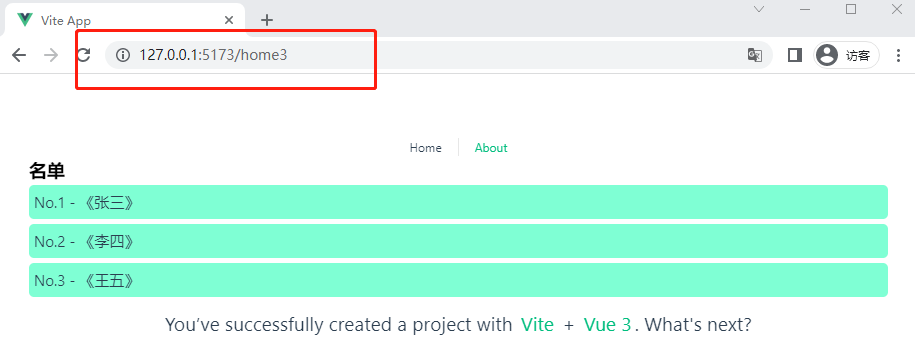 Vite App
127.0.0.1:5173/home3
访客
Home
About
名单
No.1 - 《张三》
No.2 - 《李四》
No.3 - 《王五》
You've successfully created a project with Vite + Vue 3. What's next?